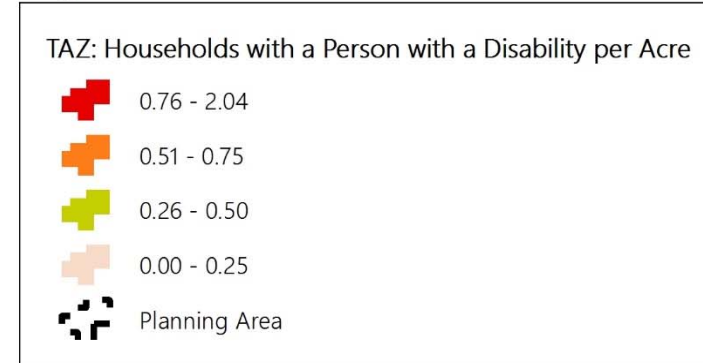 TAZ: Households with a Person with a Disability per Acre
0.76 - 2.04
0.51 - 0.75
0.26 - 0.50
0.00 - 0.25
Planning Area